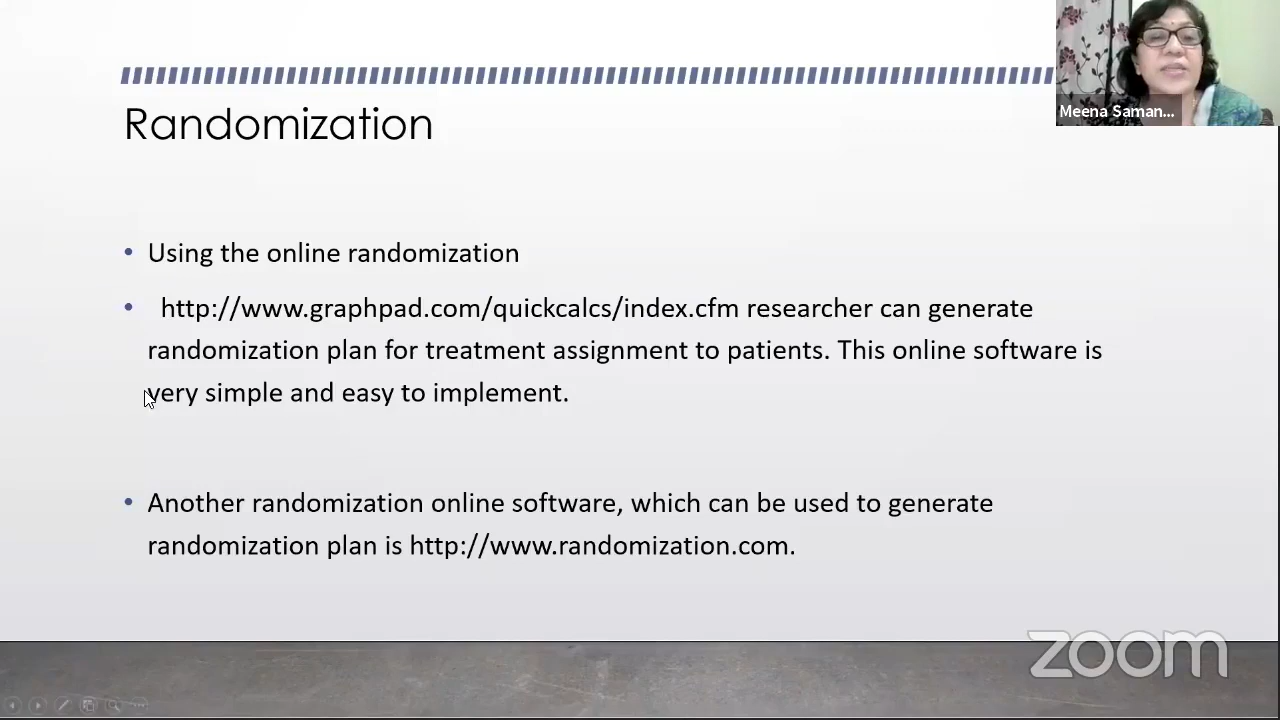 Meena Saman...
Randomization
• Using the online randomization
• http://www.graphpad.com/quickcalcs/index.cfm researcher can generate
randomization plan for treatment assignment to patients. This online software is
very simple and easy to implement.
• Another randomization online software, which can be used to generate
randomization plan is http://www.randomization.com.
zoom